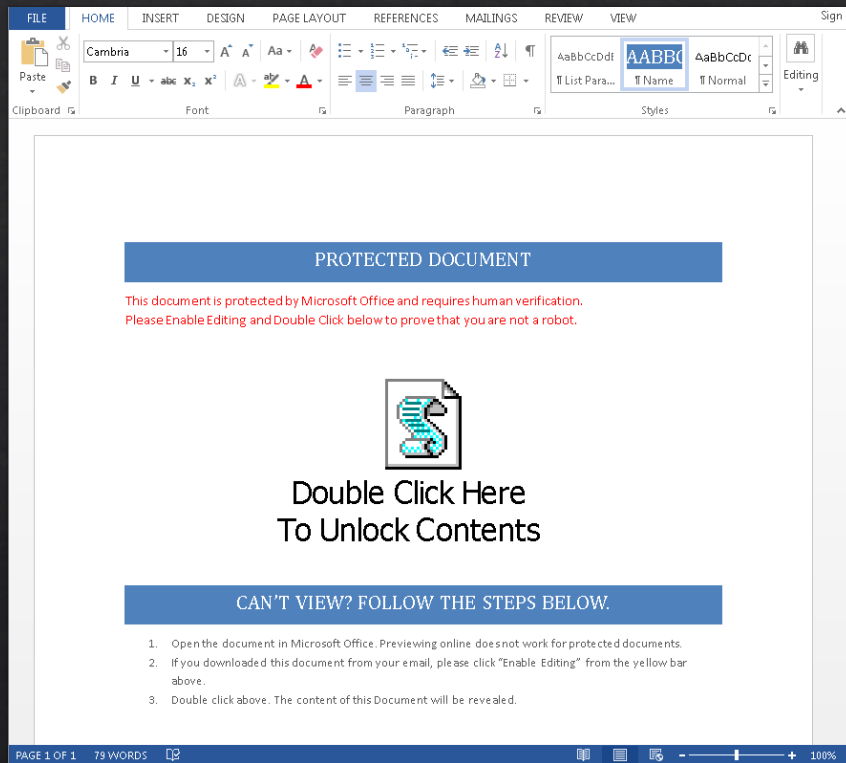 FILE HOME INSERT DESIGN PAGE LAYOUT REFERENCES MAILINGS REVIEW VIEW Sign
Cambria 16 Aa
AaBbCcDdE AABB( AaBbCcDc
Paste
B I U abc X₂ X² A aby A
¶ List Para... ¶ Name ¶ Normal
Editing
Clipboard Font Paragraph Styles
PROTECTED DOCUMENT
This document is protected by Microsoft Office and requires human verification.
Please Enable Editing and Double Click below to prove that you are not a robot.
Double Click Here
To Unlock Contents
CAN'T VIEW? FOLLOW THE STEPS BELOW.
1. Open the document in Microsoft Office. Previewing online does not work for protected documents.
2. If you downloaded this document from your email, please click "Enable Editing" from the yellow bar
above.
3. Double click above. The content of this Document will be revealed.
PAGE 1 OF 1 79 WORDS 100%